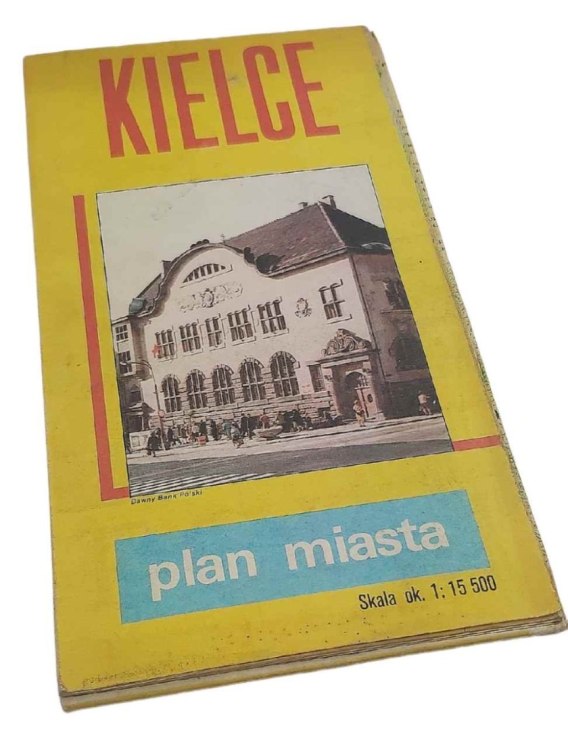 KIELCE
Dawny Bank Polski
plan miasta
Skala ok. 1:15 500